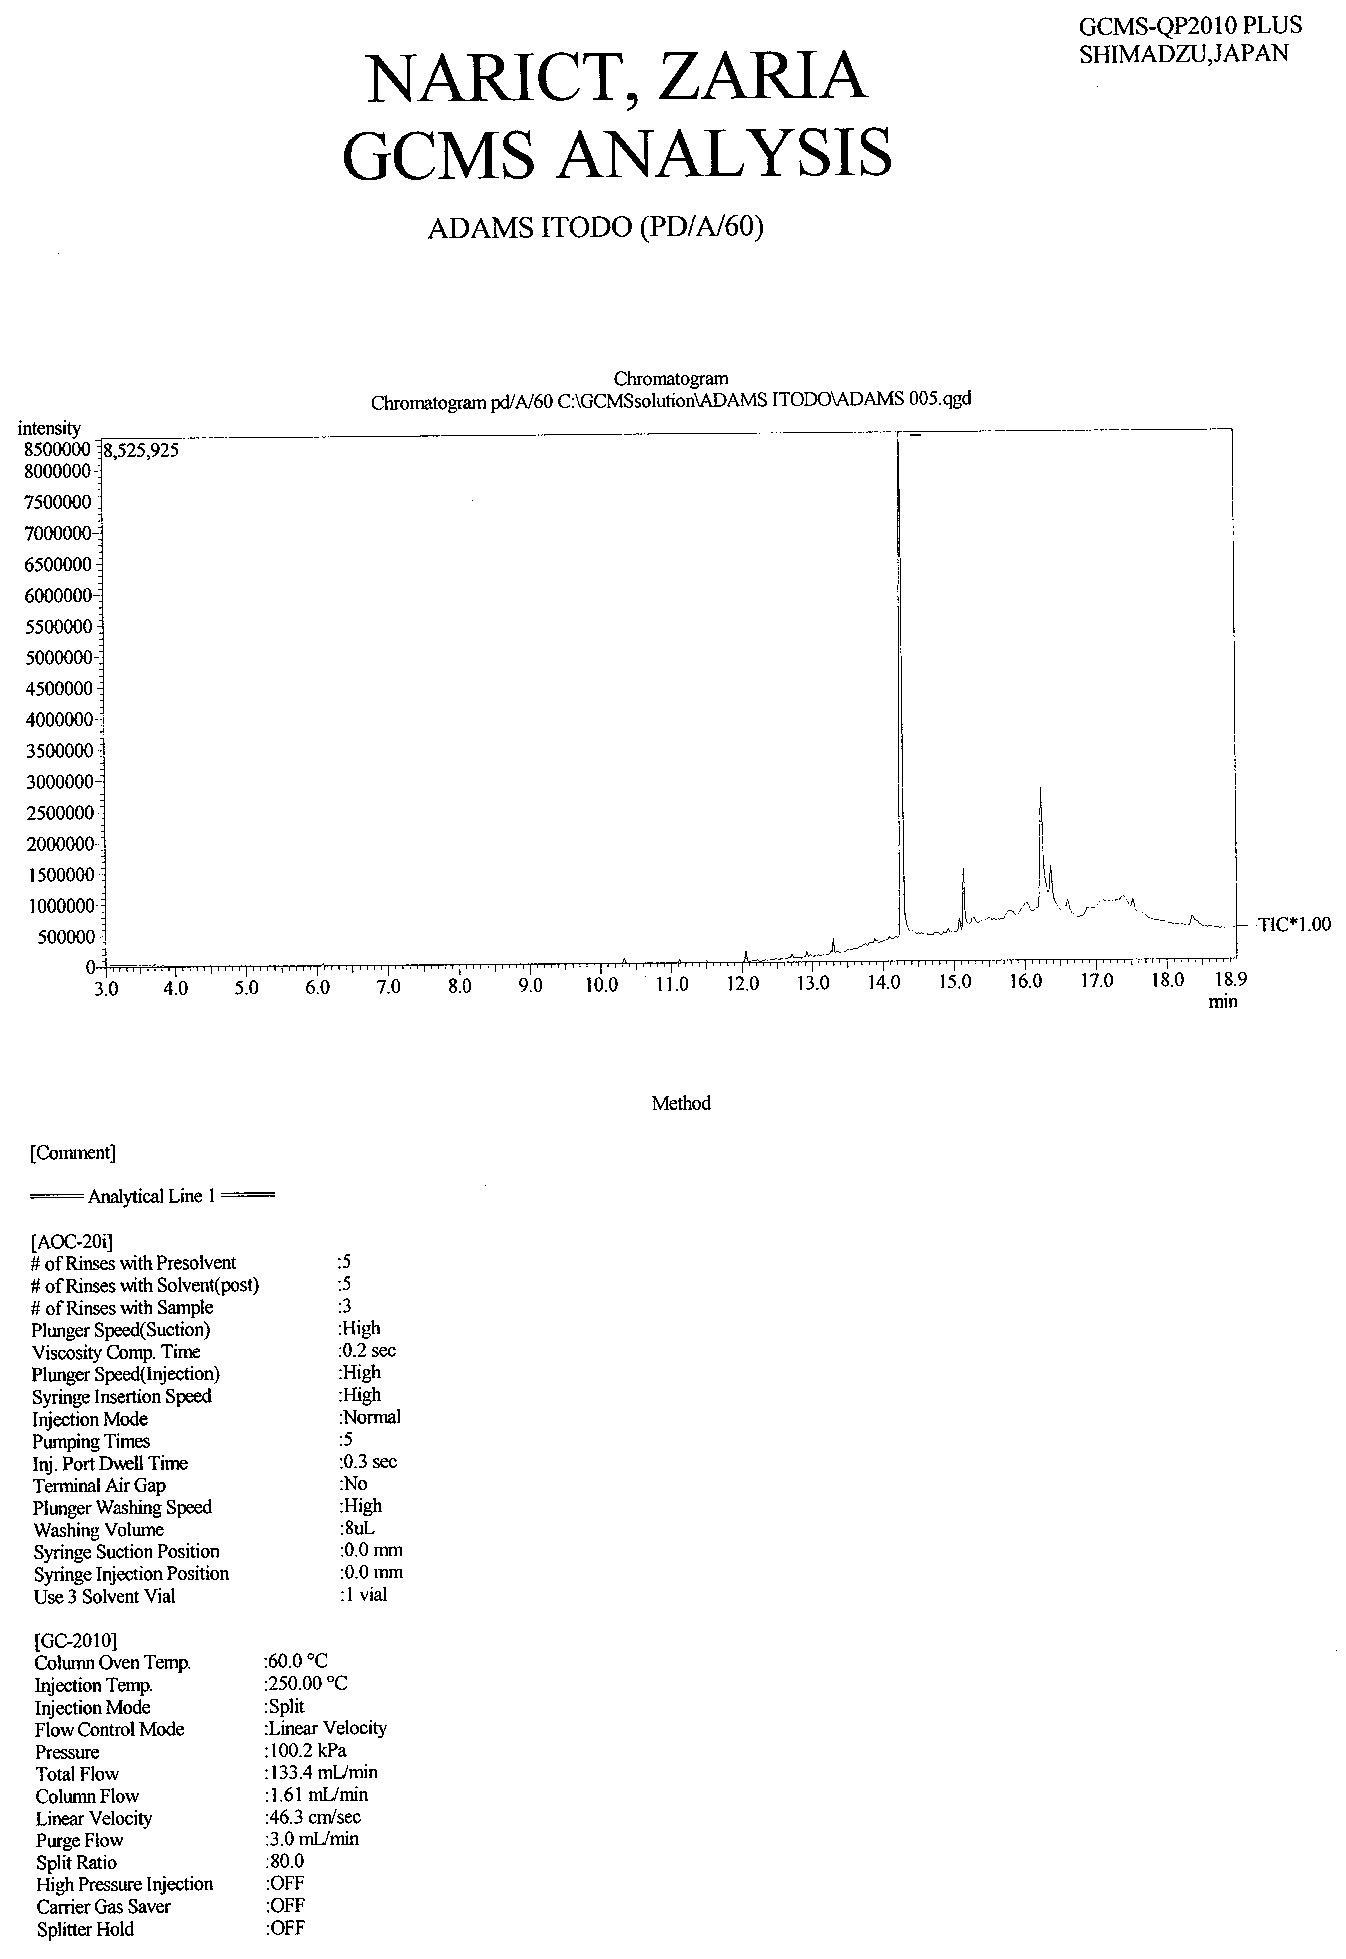 GCMS-QP2010 PLUS
SHIMADZU,JAPAN
NARICT, ZARIA
GCMS ANALYSIS
ADAMS ITODO (PD/A/60)
Chromatogram
Chromatogram pd/A/60 C:\GCMSsolution\ADAMS ITODO\ADAMS 005.qgd
intensity
8500000
8,525,925
8000000
7500000
7000000
6500000
6000000
5500000
5000000
4500000
4000000
3500000
3000000
2500000
2000000
1500000
1000000
500000
0
TIC*1.00
3.0 4.0 5.0 6.0 7.0 8.0 9.0 10.0 11.0 12.0 13.0 14.0 15.0 16.0 17.0 18.0 18.9
min
Method
[Comment]
===== Analytical Line 1 =====
[AOC-20i]
# of Rinses with Presolvent :5
# of Rinses with Solvent(post) :5
# of Rinses with Sample :3
Plunger Speed(Suction) :High
Viscosity Comp. Time :0.2 sec
Plunger Speed(Injection) :High
Syringe Insertion Speed :High
Injection Mode :Normal
Pumping Times :5
Inj. Port Dwell Time :0.3 sec
Terminal Air Gap :No
Plunger Washing Speed :High
Washing Volume :8uL
Syringe Suction Position :0.0 mm
Syringe Injection Position :0.0 mm
Use 3 Solvent Vial :1 vial
[GC-2010]
Column Oven Temp. :60.0 °C
Injection Temp. :250.00 °C
Injection Mode :Split
Flow Control Mode :Linear Velocity
Pressure :100.2 kPa
Total Flow :133.4 mL/min
Column Flow :1.61 mL/min
Linear Velocity :46.3 cm/sec
Purge Flow :3.0 mL/min
Split Ratio :80.0
High Pressure Injection :OFF
Carrier Gas Saver :OFF
Splitter Hold :OFF